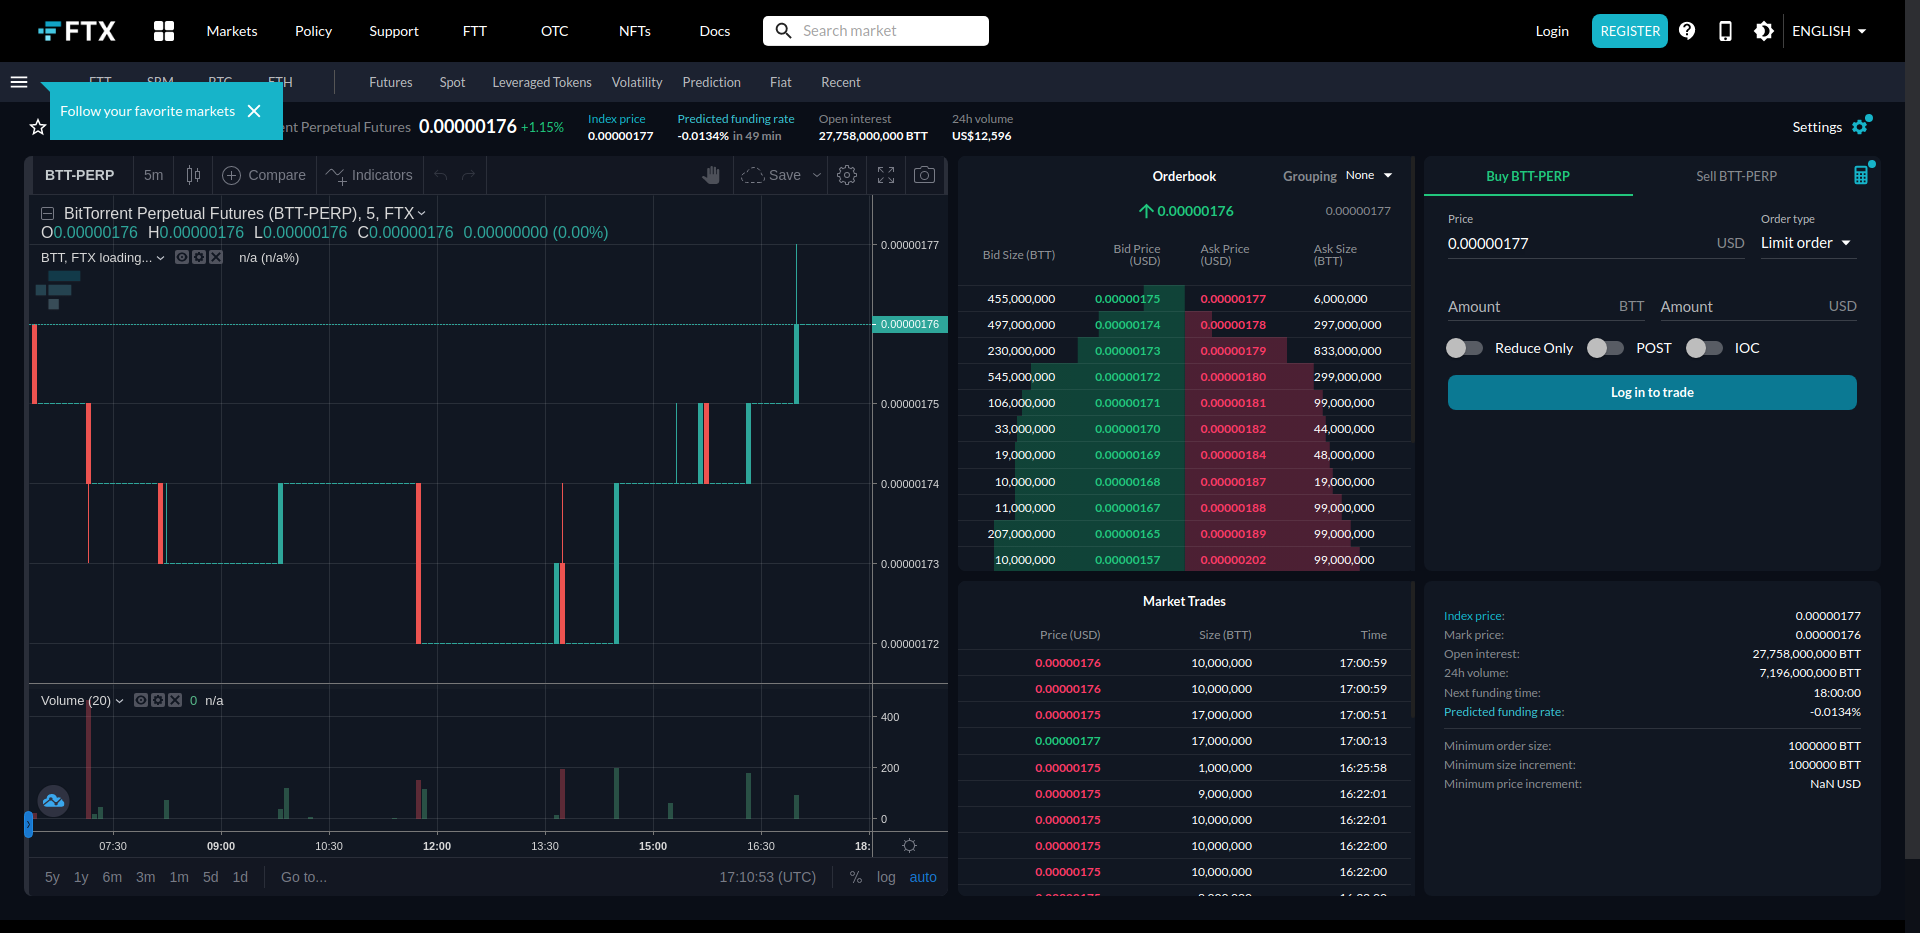 FTX Markets Policy Support FTT OTC NFTs Docs Search market Login REGISTER ENGLISH
Futures Spot Leveraged Tokens Volatility Prediction Fiat Recent
Follow your favorite markets
Perpetual Futures 0.00000176 +1.15%
Index price
0.00000177
Predicted funding rate
-0.0134% in 49 min
Open interest
27,758,000,000 BTT
24h volume
US$12,596
Settings
BTT-PERP 5m Compare Indicators Save
BitTorrent Perpetual Futures (BTT-PERP), 5, FTX
O0.00000176 H0.00000176 L0.00000176 C0.00000176 0.00000000 (0.00%)
BTT, FTX loading... n/a (n/a%)
0.00000177
0.00000176
0.00000175
0.00000174
0.00000173
0.00000172
Volume (20) 0 n/a
400
200
0
07:30 09:00 10:30 12:00 13:30 15:00 16:30 18:
5y 1y 6m 3m 1m 5d 1d Go to... 17:10:53 (UTC) % log auto
Orderbook Grouping None
0.00000176 0.00000177
Bid Size (BTT) Bid Price (USD) Ask Price (USD) Ask Size (BTT)
455,000,000 0.00000175 0.00000177 6,000,000
497,000,000 0.00000174 0.00000178 297,000,000
230,000,000 0.00000173 0.00000179 833,000,000
545,000,000 0.00000172 0.00000180 299,000,000
106,000,000 0.00000171 0.00000181 99,000,000
33,000,000 0.00000170 0.00000182 44,000,000
19,000,000 0.00000169 0.00000184 48,000,000
10,000,000 0.00000168 0.00000187 19,000,000
11,000,000 0.00000167 0.00000188 99,000,000
207,000,000 0.00000165 0.00000189 99,000,000
10,000,000 0.00000157 0.00000202 99,000,000
Market Trades
Price (USD) Size (BTT) Time
0.00000176 10,000,000 17:00:59
0.00000176 10,000,000 17:00:59
0.00000175 17,000,000 17:00:51
0.00000177 17,000,000 17:00:13
0.00000175 1,000,000 16:25:58
0.00000175 9,000,000 16:22:01
0.00000175 10,000,000 16:22:01
0.00000175 10,000,000 16:22:00
0.00000175 10,000,000 16:22:00
Buy BTT-PERP Sell BTT-PERP
Price Order type
0.00000177 USD Limit order
Amount BTT Amount USD
Reduce Only POST IOC
Log in to trade
Index price: 0.00000177
Mark price: 0.00000176
Open interest: 27,758,000,000 BTT
24h volume: 7,196,000,000 BTT
Next funding time: 18:00:00
Predicted funding rate: -0.0134%
Minimum order size: 1000000 BTT
Minimum size increment: 1000000 BTT
Minimum price increment: NaN USD